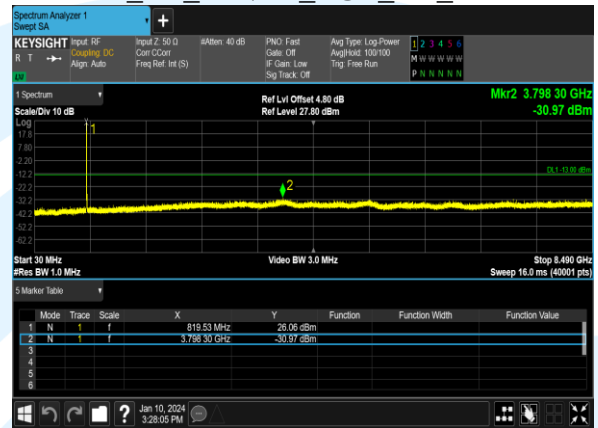 Spectrum Analyzer 1
Swept SA
KEYSIGHT Input: RF Input Z: 50 Ω #Atten: 40 dB PNO: Fast Avg Type: Log-Power 1 2 3 4 5 6
R T Coupling: DC Corr CCorr Gate: Off Avg|Hold: 100/100 M W W W W W
Align: Auto Freq Ref: Int (S) IF Gain: Low Trig: Free Run
Sig Track: Off P N N N N N
1 Spectrum
Scale/Div 10 dB
Ref Lvl Offset 4.80 dB
Ref Level 27.80 dBm
Mkr2 3.798 30 GHz
-30.97 dBm
Log
17.8
7.80
-2.20
-12.2
-22.2
-32.2
-42.2
-52.2
1
2
DL1 -13.00 dBm
Start 30 MHz Video BW 3.0 MHz Stop 8.490 GHz
#Res BW 1.0 MHz Sweep 16.0 ms (40001 pts)
5 Marker Table
Mode Trace Scale X Y Function Function Width Function Value
1 N 1 f 819.53 MHz 26.06 dBm
2 N 1 f 3.798 30 GHz -30.97 dBm
3
4
5
6
? Jan 10, 2024
3:28:05 PM